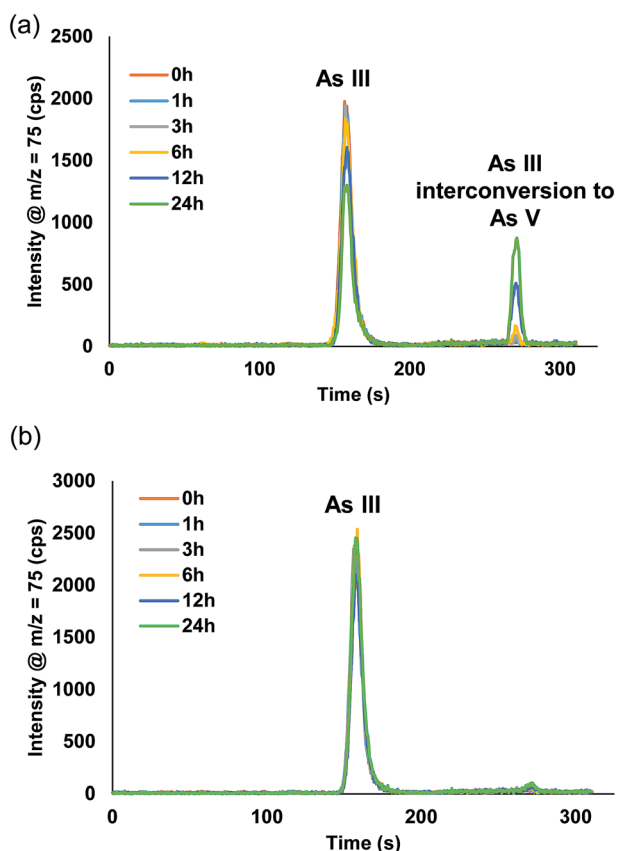 (a)
2500
2000
1500
1000
500
0
Intensity @ m/z = 75 (cps)
0h
1h
3h
6h
12h
24h
As III
As III
interconversion to
As V
0
100
200
300
Time (s)
(b)
3000
2500
2000
1500
1000
500
0
Intensity @ m/z = 75 (cps)
0h
1h
3h
6h
12h
24h
As III
0
100
200
300
Time (s)